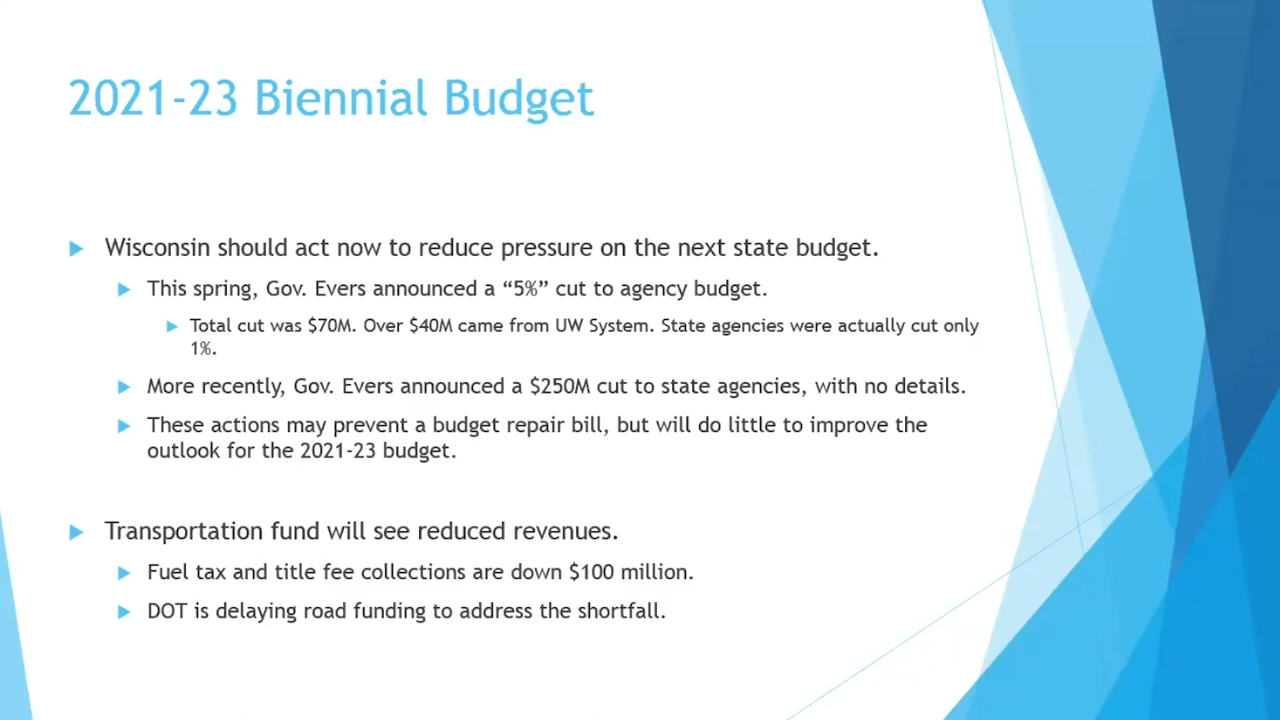 2021-23 Biennial Budget
Wisconsin should act now to reduce pressure on the next state budget.
This spring, Gov. Evers announced a “5%” cut to agency budget.
Total cut was $70M. Over $40M came from UW System. State agencies were actually cut only
1%.
More recently, Gov. Evers announced a $250M cut to state agencies, with no details.
These actions may prevent a budget repair bill, but will do little to improve the
outlook for the 2021-23 budget.
Transportation fund will see reduced revenues.
Fuel tax and title fee collections are down $100 million.
DOT is delaying road funding to address the shortfall.